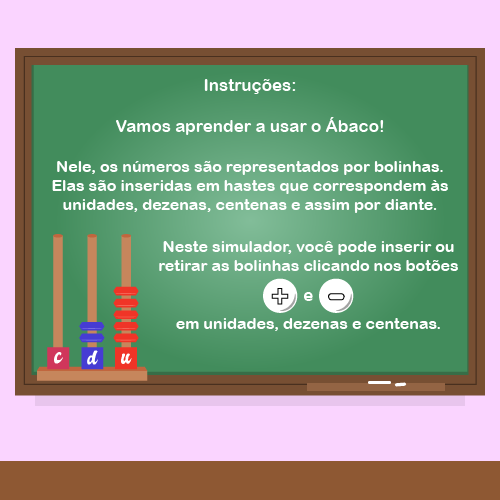 Instruções:
Vamos aprender a usar o Ábaco!
Nele, os números são representados por bolinhas.
Elas são inseridas em hastes que correspondem às
unidades, dezenas, centenas e assim por diante.
Neste simulador, você pode inserir ou
retirar as bolinhas clicando nos botões
+ e -
em unidades, dezenas e centenas.
c d u